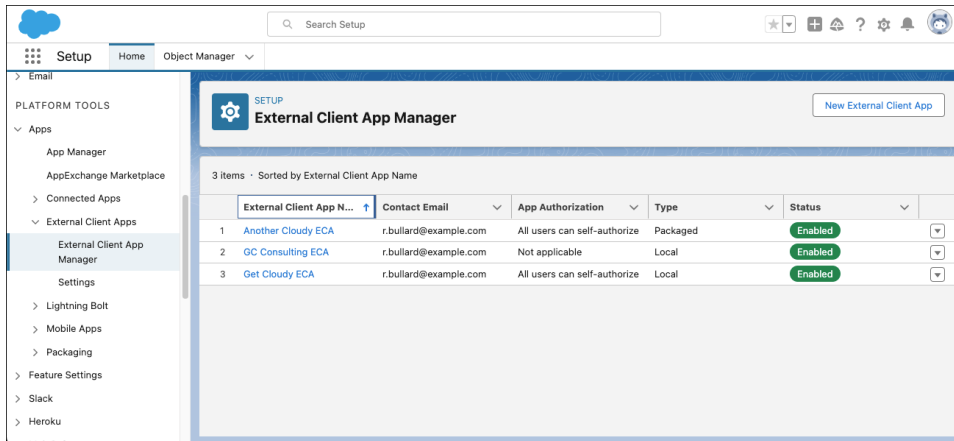 Search Setup
Setup
Home
Object Manager
Email
PLATFORM TOOLS
Apps
App Manager
AppExchange Marketplace
Connected Apps
External Client Apps
External Client App
Manager
Settings
Lightning Bolt
Mobile Apps
Packaging
Feature Settings
Slack
Heroku
SETUP
External Client App Manager
New External Client App
3 items · Sorted by External Client App Name
External Client App N... Contact Email App Authorization Type Status
1 Another Cloudy ECA r.bullard@example.com All users can self-authorize Packaged Enabled
2 GC Consulting ECA r.bullard@example.com Not applicable Local Enabled
3 Get Cloudy ECA r.bullard@example.com All users can self-authorize Local Enabled